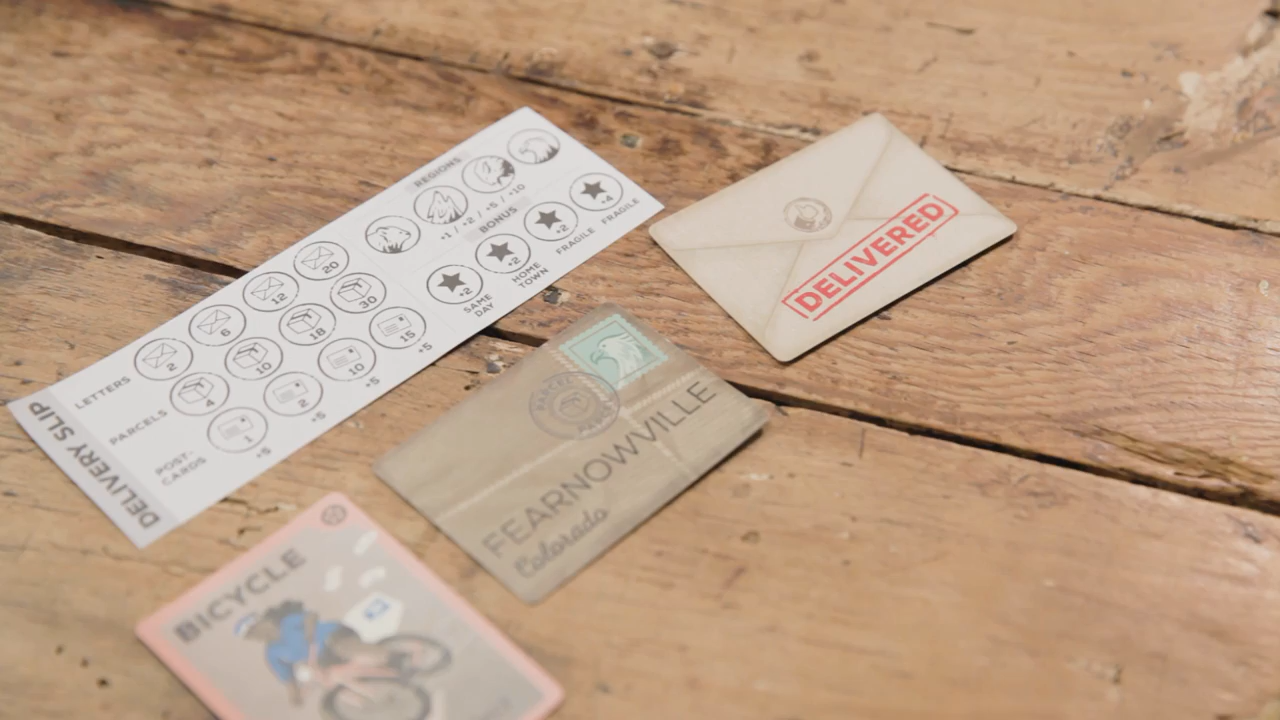 DELIVERY SLIP
LETTERS
2
6
12
20
PARCELS
4
10
18
30
POST-
CARDS
1
2
10
15
+5
+5
+5
+5
REGIONS
+1 / +2 / +5 / +10
BONUS
+2
+2
+2
+4
SAME
DAY
HOME
TOWN
FRAGILE
FRAGILE
DELIVERED
PARCEL
FEARNOWVILLE
Colorado
BICYCLE